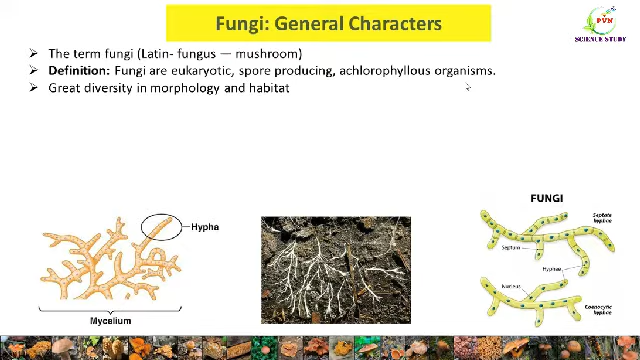 Fungi: General Characters
PVN
SCIENCE STUDY
➢ The term fungi (Latin- fungus — mushroom)
➢ Definition: Fungi are eukaryotic, spore producing, achlorophyllous organisms.
➢ Great diversity in morphology and habitat
Hypha
Mycelium
FUNGI
Septate
hyphae
Septum
Hyphae
Nucleus
Coenocytic
hyphae